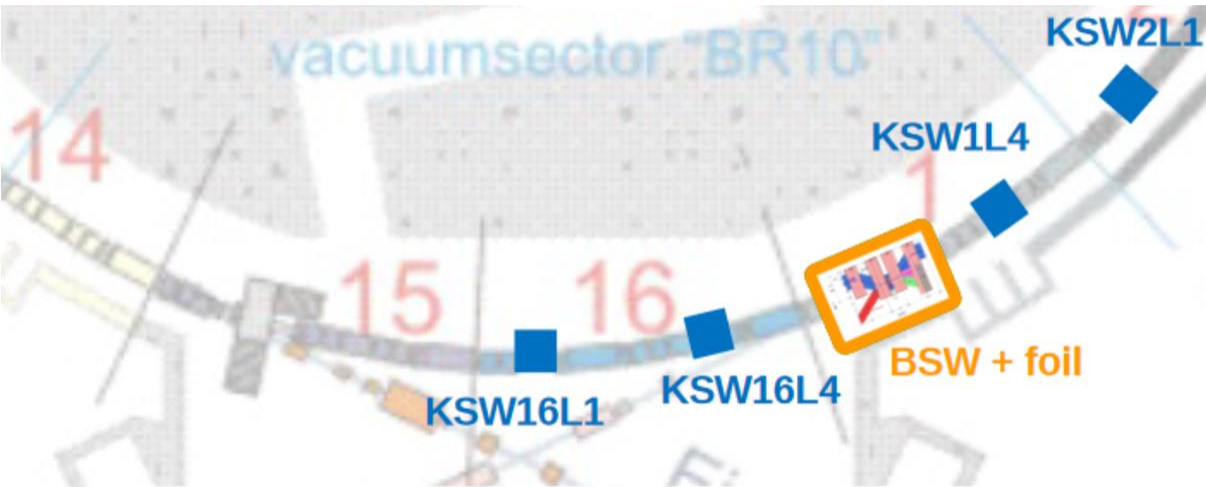 KSW2L1
vacuumsector "BR10"
14
KSW1L4
1
15
16
BSW + foil
KSW16L4
KSW16L1